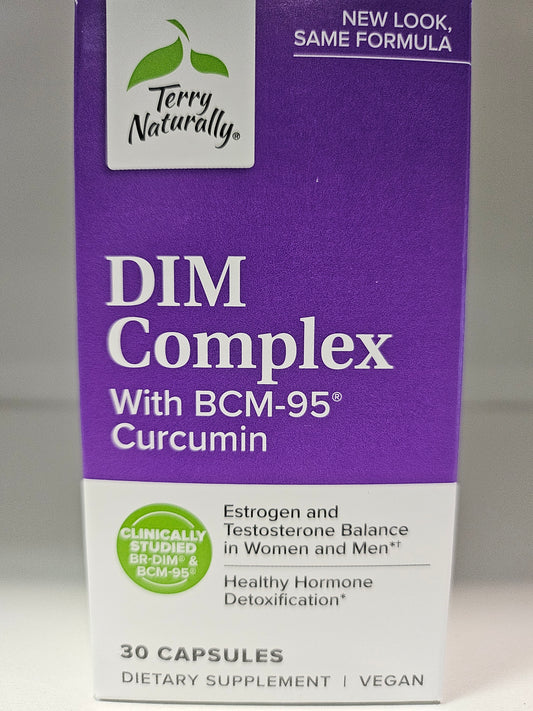 NEW LOOK,
SAME FORMULA
Terry
Naturally®
DIM
Complex
With BCM-95®
Curcumin
CLINICALLY
STUDIED
BR-DIM® &
BCM-95®
Estrogen and
Testosterone Balance
in Women and Men*†
Healthy Hormone
Detoxification*
30 CAPSULES
DIETARY SUPPLEMENT | VEGAN